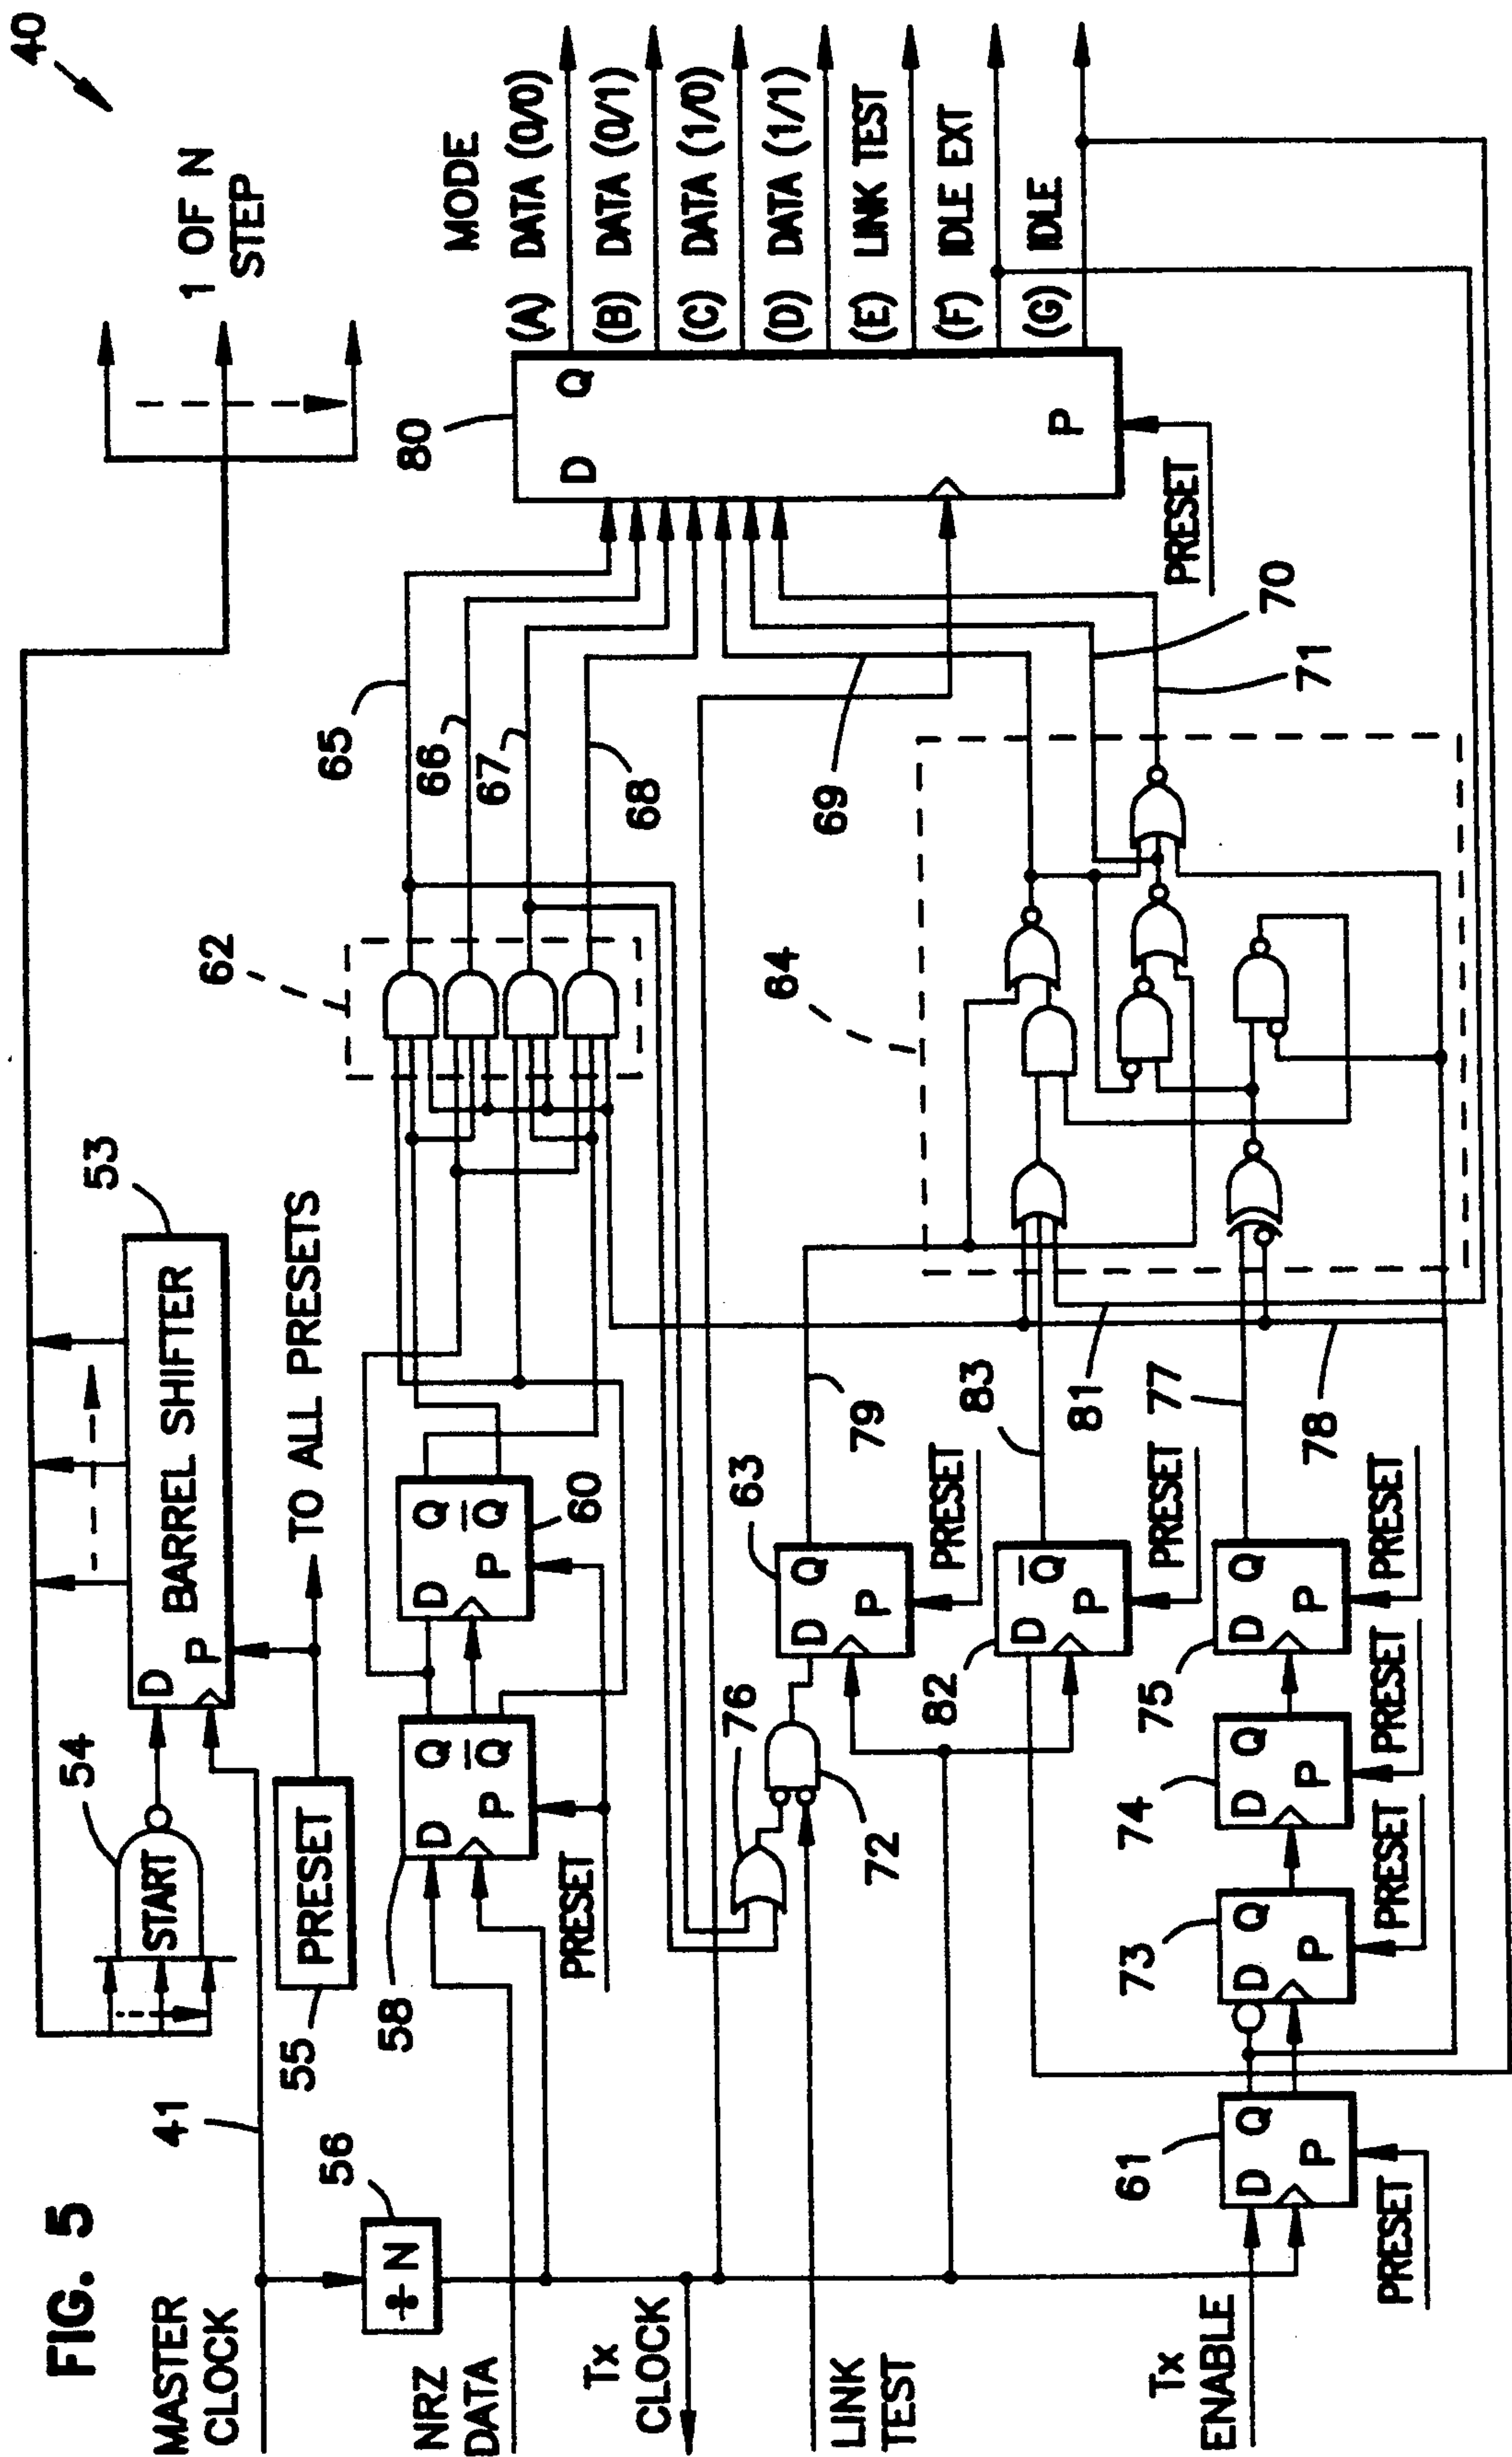 FIG. 5
40
MASTER
CLOCK
41
54
START
D
P
BARREL SHIFTER
53
1 OF N
STEP
55
PRESET
TO ALL PRESETS
56
÷ N
NRZ
DATA
58
D
Q
Q
P
PRESET
D
Q
Q
P
60
62
65
66
67
68
80
D
Q
P
PRESET
MODE
(A) DATA (0/0)
(B) DATA (0/1)
(C) DATA (1/0)
(D) DATA (1/1)
(E) LINK TEST
(F) IDLE EXT
(G) IDLE
Tx
CLOCK
LINK
TEST
76
72
63
D
Q
P
PRESET
79
64
69
70
71
82
D
Q
P
PRESET
83
81
77
78
Tx
ENABLE
61
D
Q
P
PRESET
73
D
Q
P
PRESET
74
D
Q
P
PRESET
75
D
Q
P
PRESET